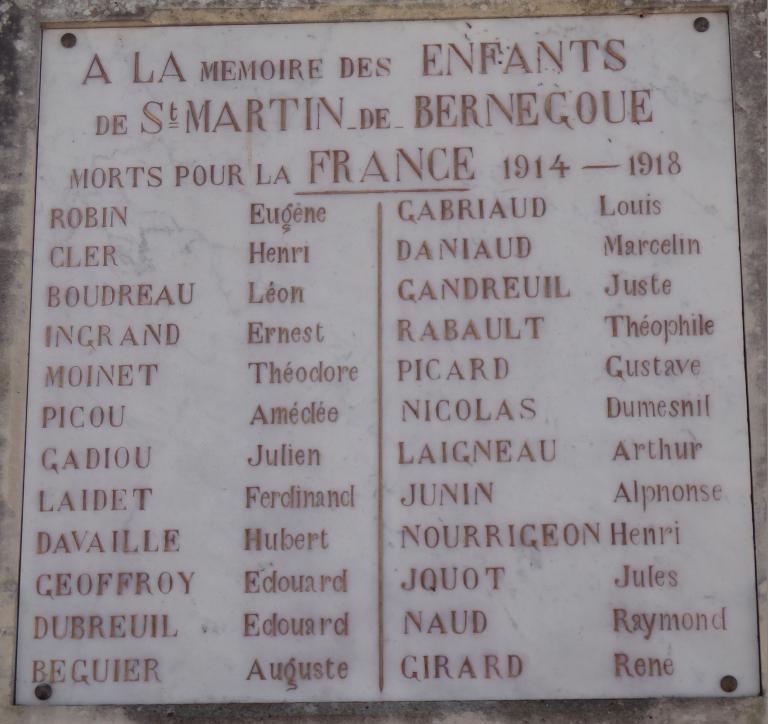 A LA MEMOIRE DES ENFANTS
DE St MARTIN-DE-BERNEGOUE
MORTS POUR LA FRANCE 1914 — 1918
ROBIN Eugène
CLER Henri
BOUDREAU Léon
INGRAND Ernest
MOINET Théodore
PICOU Amédée
GADIOU Julien
LAIDET Ferdinand
DAVAILLE Hubert
GEOFFROY Edouard
DUBREUIL Edouard
BEGUIER Auguste
GABRIAUD Louis
DANIAUD Marcelin
GANDREUIL Juste
RABAULT Théophile
PICARD Gustave
NICOLAS Dumesnil
LAIGNEAU Arthur
JUNIN Alphonse
NOURRIGEON Henri
JQUOT Jules
NAUD Raymond
GIRARD Rene